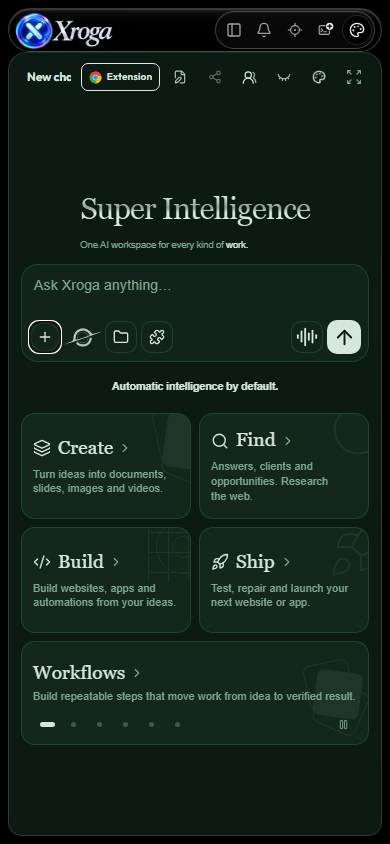 Xroga
New cha
Extension
Super Intelligence
One AI workspace for every kind of work.
Ask Xroga anything...
Automatic intelligence by default.
Create
Turn ideas into documents,
slides, images and videos.
Find
Answers, clients and
opportunities. Research
the web.
Build
Build websites, apps and
automations from your ideas.
Ship
Test, repair and launch your
next website or app.
Workflows
Build repeatable steps that move work from idea to verified result.